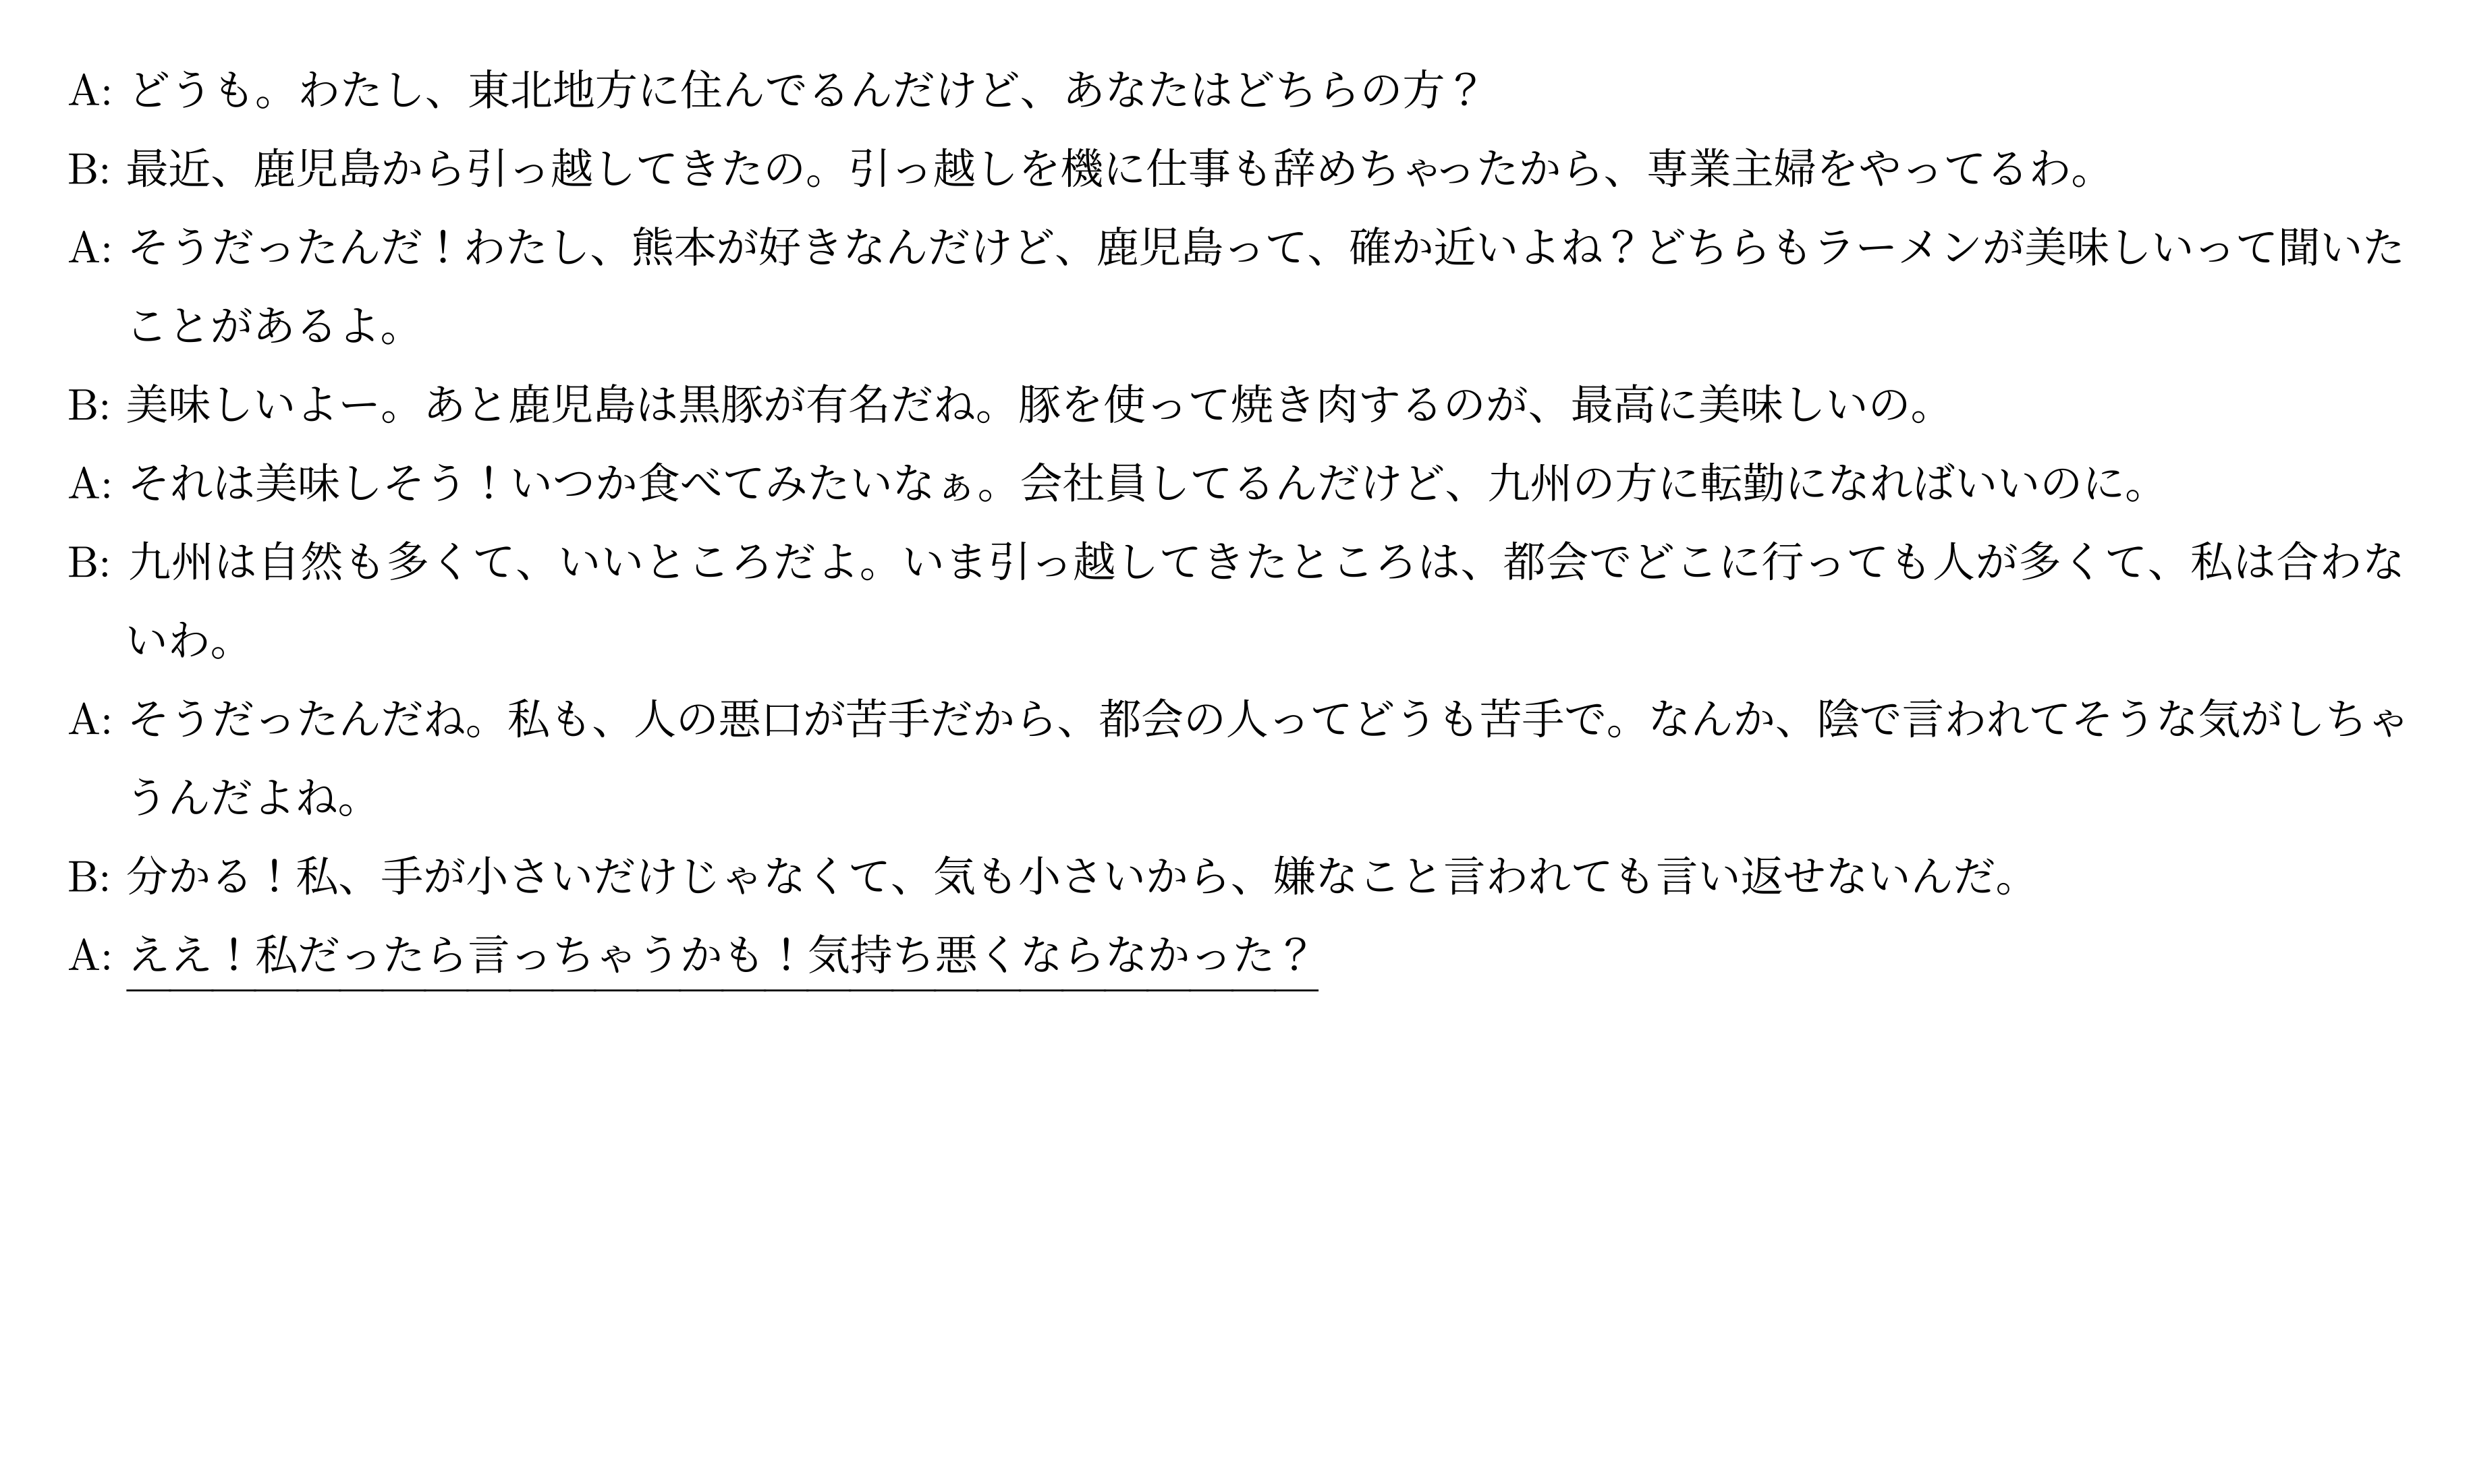 A: どうも。わたし、東北地方に住んでるんだけど、あなたはどちらの方？
B: 最近、鹿児島から引っ越してきたの。引っ越しを機に仕事も辞めちゃったから、専業主婦をやってるわ。
A: そうだったんだ！わたし、熊本が好きなんだけど、鹿児島って、確か近いよね？どちらもラーメンが美味しいって聞いた
ことがあるよ。
B: 美味しいよー。あと鹿児島は黒豚が有名だね。豚を使って焼き肉するのが、最高に美味しいの。
A: それは美味しそう！いつか食べてみたいなぁ。会社員してるんだけど、九州の方に転勤になればいいのに。
B: 九州は自然も多くて、いいところだよ。いま引っ越してきたところは、都会でどこに行っても人が多くて、私は合わな
いわ。
A: そうだったんだね。私も、人の悪口が苦手だから、都会の人ってどうも苦手で。なんか、陰で言われてそうな気がしちゃ
うんだよね。
B: 分かる！私、手が小さいだけじゃなくて、気も小さいから、嫌なこと言われても言い返せないんだ。
A: ええ！私だったら言っちゃうかも！気持ち悪くならなかった？